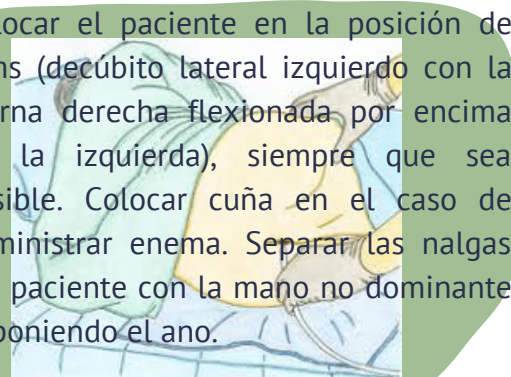 locar el paciente en la posición de
ns (decúbito lateral izquierdo con la
rna derecha flexionada por encima
la izquierda), siempre que sea
sible. Colocar cuña en el caso de
ministrar enema. Separar las nalgas
paciente con la mano no dominante
poniendo el ano.